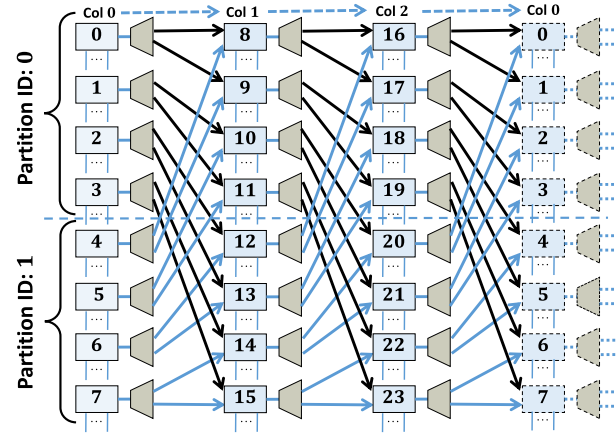 Col 0 Col 1 Col 2 Col 0
Partition ID: 0
0 8 16 0
...
1 9 17 1
...
2 10 18 2
...
3 11 19 3
...
Partition ID: 1
4 12 20 4
...
5 13 21 5
...
6 14 22 6
...
7 15 23 7
...